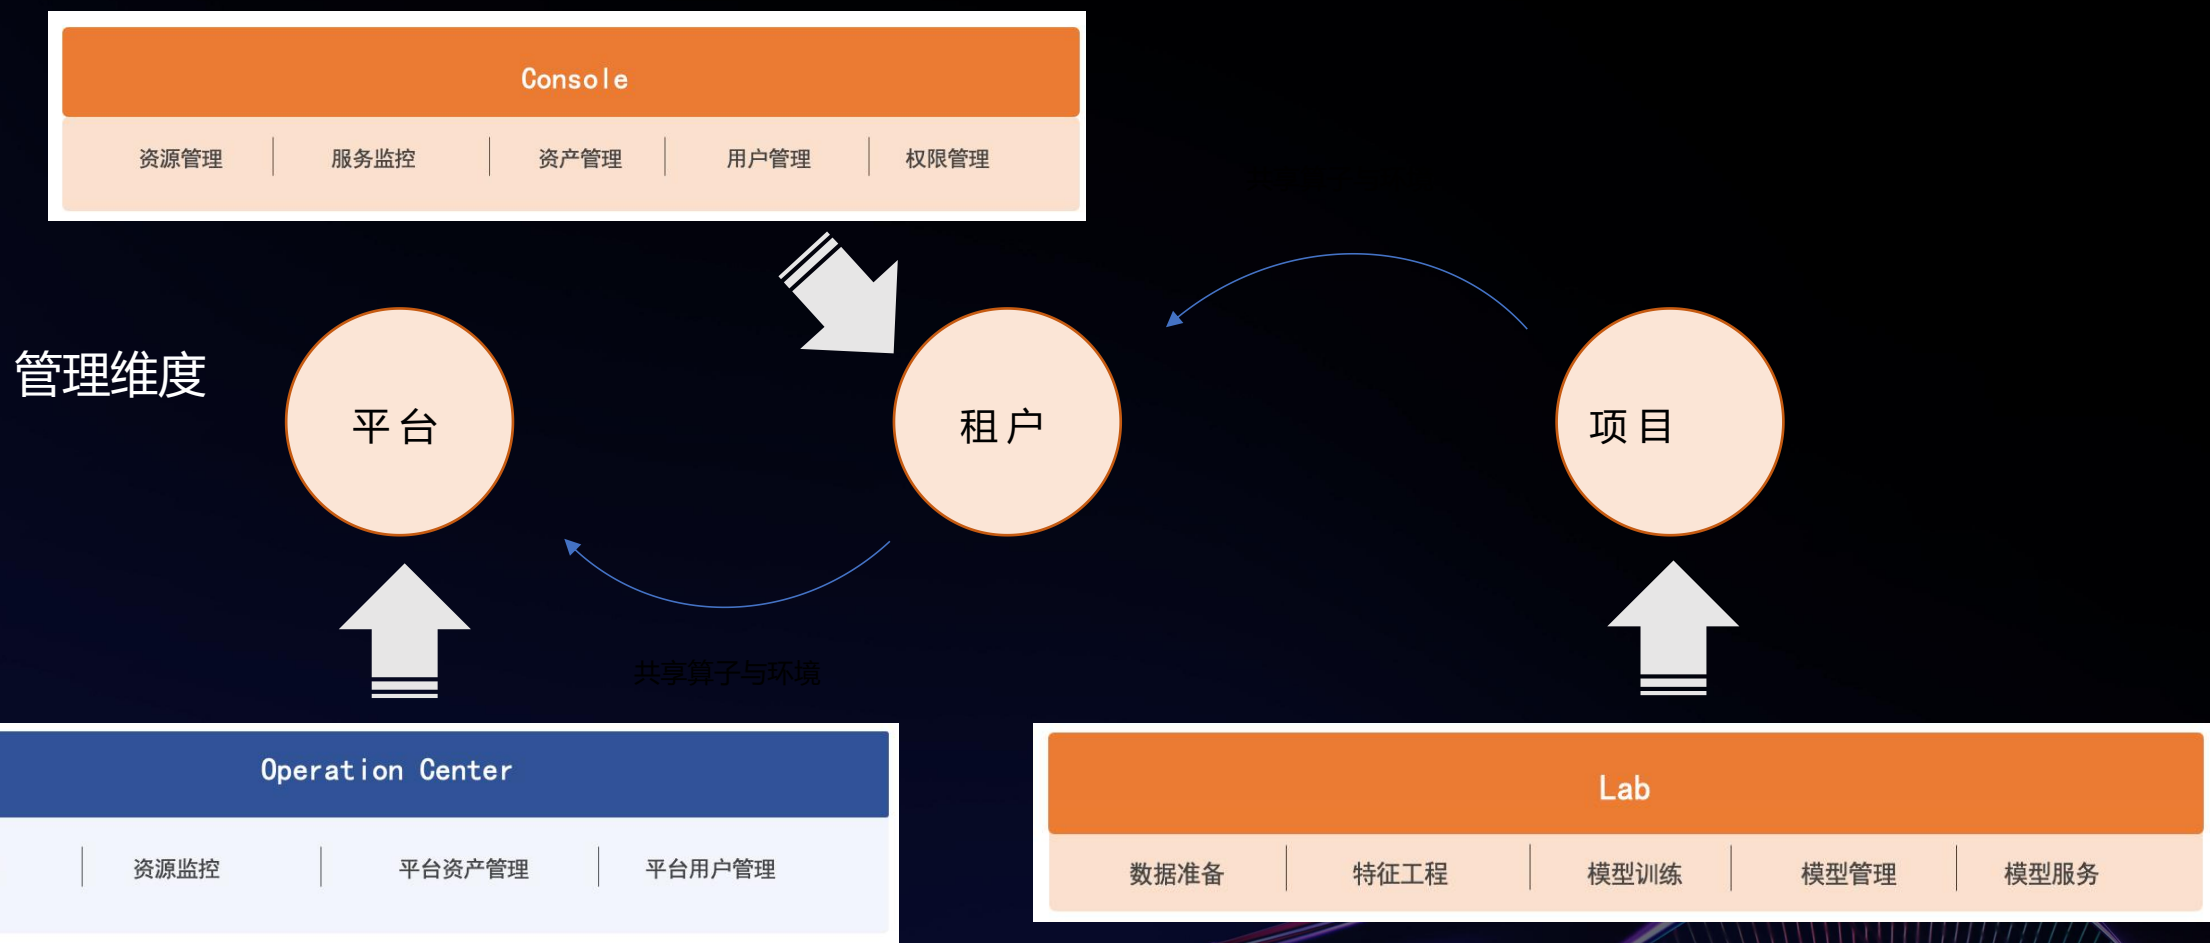 Console
资源管理 服务监控 资产管理 用户管理 权限管理
管理维度
平台 租户 项目
共享算子与环境
Operation Center
资源监控 平台资产管理 平台用户管理
Lab
数据准备 特征工程 模型训练 模型管理 模型服务